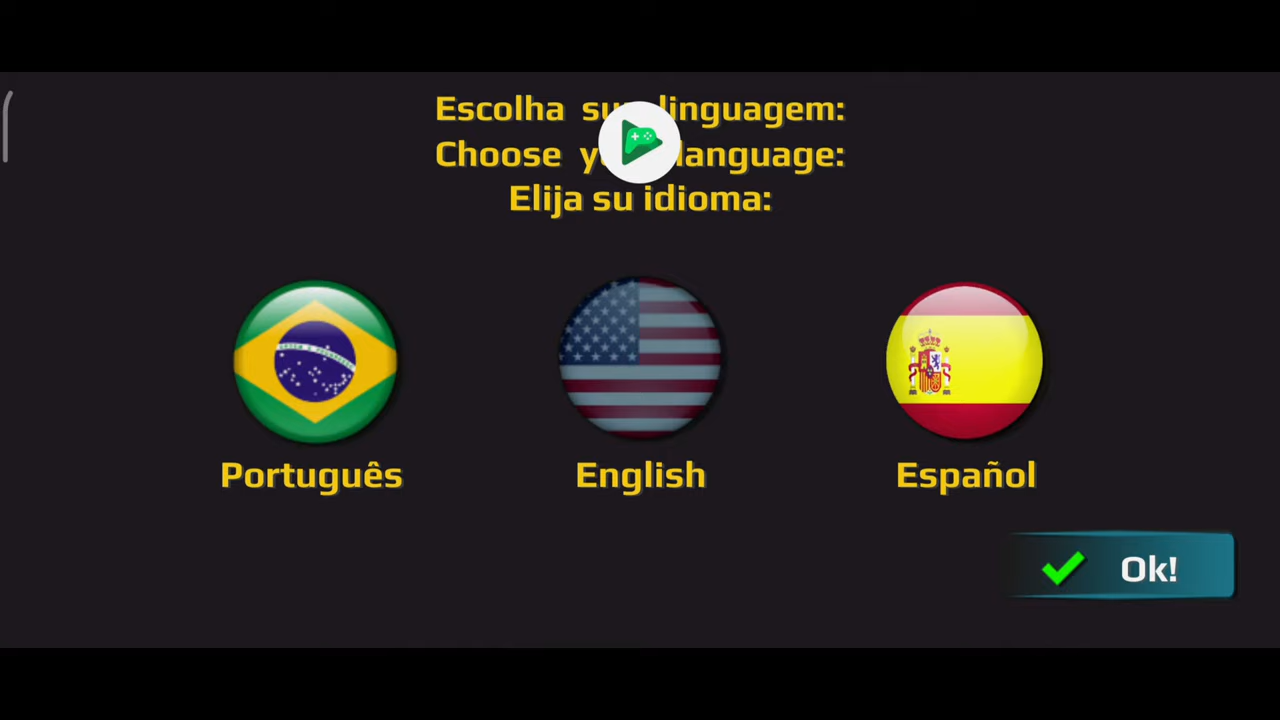 Escolha linguagem:
Choose language:
Elija su idioma:
Português
English
Español
Ok!